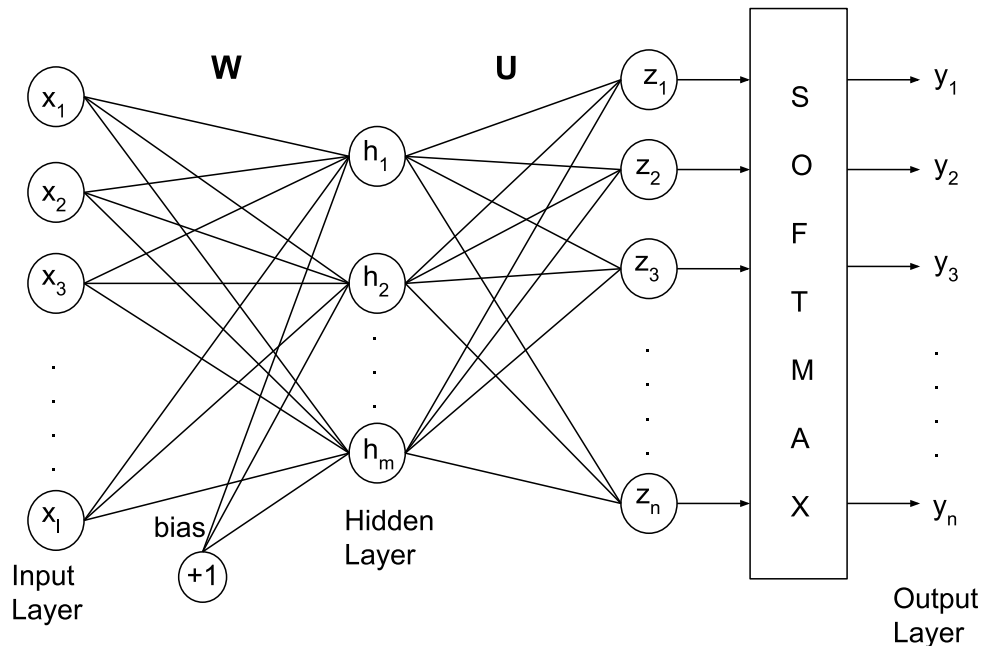 W
U
x1
x2
x3
xl
Input
Layer
bias
+1
h1
h2
hm
Hidden
Layer
z1
z2
z3
zn
S
O
F
T
M
A
X
y1
y2
y3
yn
Output
Layer